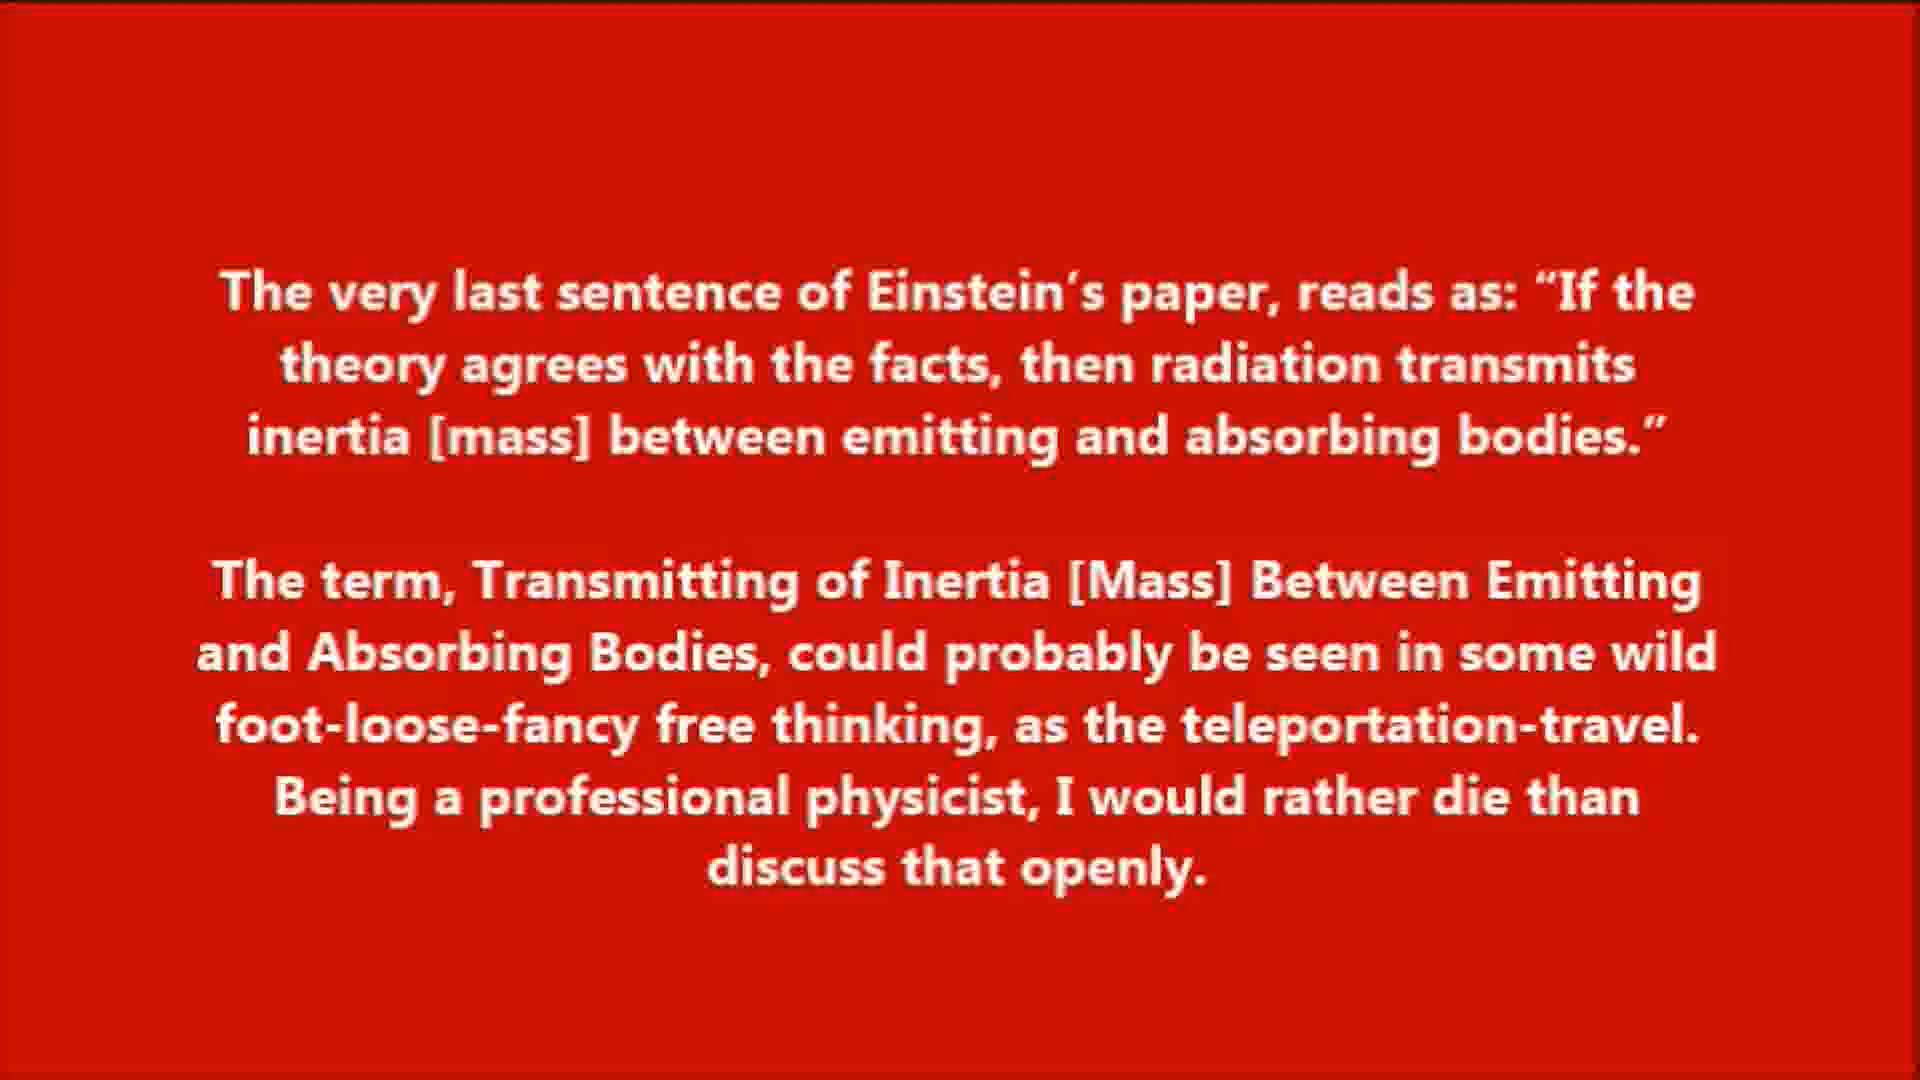 The very last sentence of Einstein’s paper, reads as: “If the
theory agrees with the facts, then radiation transmits
inertia [mass] between emitting and absorbing bodies.”
The term, Transmitting of Inertia [Mass] Between Emitting
and Absorbing Bodies, could probably be seen in some wild
foot-loose-fancy free thinking, as the teleportation-travel.
Being a professional physicist, I would rather die than
discuss that openly.